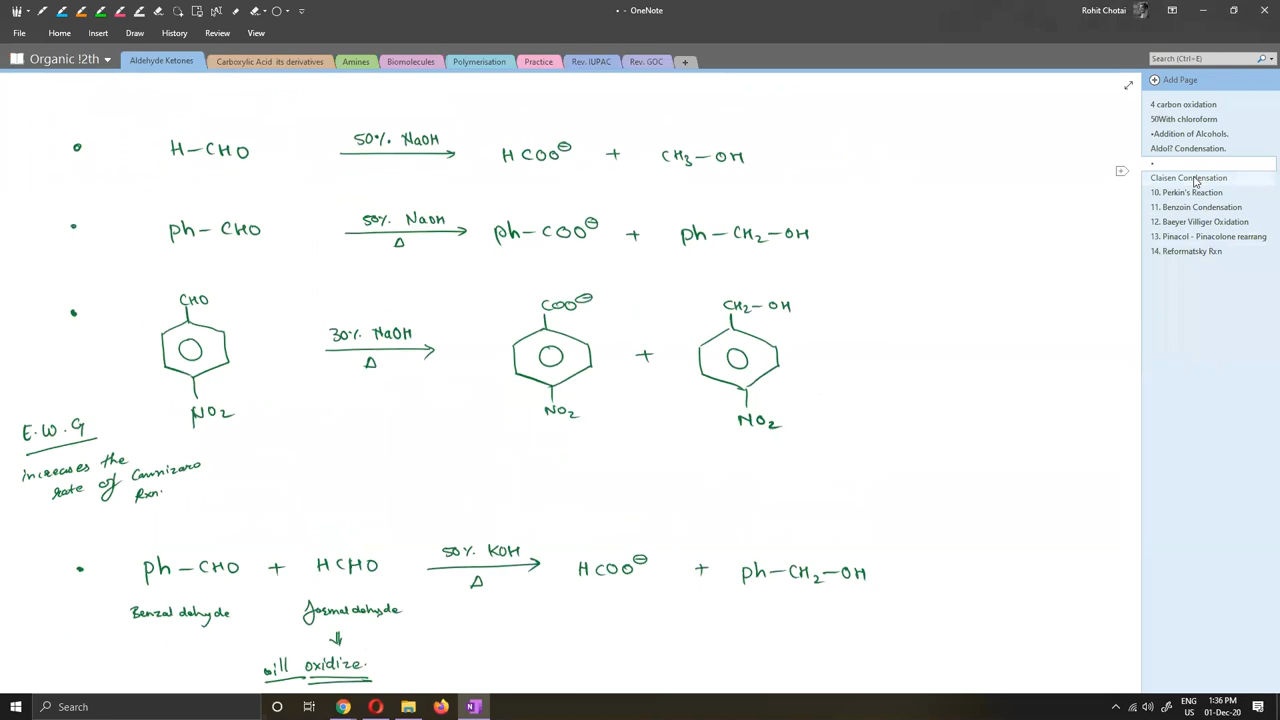 • - OneNote
Rohit Chotai
File Home Insert Draw History Review View
Organic !2th
Aldehyde Ketones
Carboxylic Acid its derivatives
Amines
Biomolecules
Polymerisation
Practice
Rev. IUPAC
Rev. GOC
+
Search (Ctrl+E)
Add Page
4 carbon oxidation
50With chloroform
•Addition of Alcohols.
Aldol? Condensation.
•
Claisen Condensation
10. Perkin's Reaction
11. Benzoin Condensation
12. Baeyer Villiger Oxidation
13. Pinacol - Pinacolone rearrang
14. Reformatsky Rxn
• H-CHO 50% NaOH HCOO⊖ + CH3-OH
• ph-CHO 50% NaOH Δ ph-COO⊖ + ph-CH2-OH
• CHO NO2 30% NaOH Δ COO⊖ NO2 + CH2-OH NO2
E.W.G
increases the
rate of Cannizaro
Rxn.
• ph-CHO + HCHO 50% KOH Δ HCOO⊖ + ph-CH2-OH
Benzaldehyde formaldehyde
will oxidize.
Search
ENG
US
1:36 PM
01-Dec-20